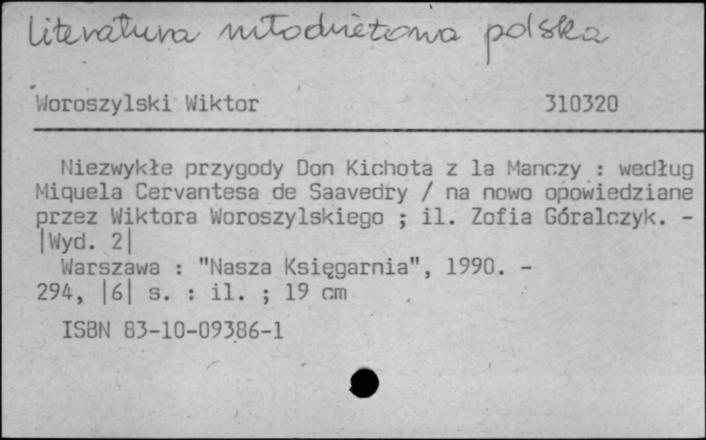 Literatura młodzieżowa polska
Woroszylski Wiktor 310320
Niezwykłe przygody Don Kichota z la Manczy : według
Miquela Cervantesa de Saavedry / na nowo opowiedziane
przez Wiktora Woroszylskiego ; il. Zofia Góralczyk. -
|Wyd. 2|
Warszawa : "Nasza Księgarnia", 1990. -
294, |6| s. : il. ; 19 cm
ISBN 83-10-09386-1